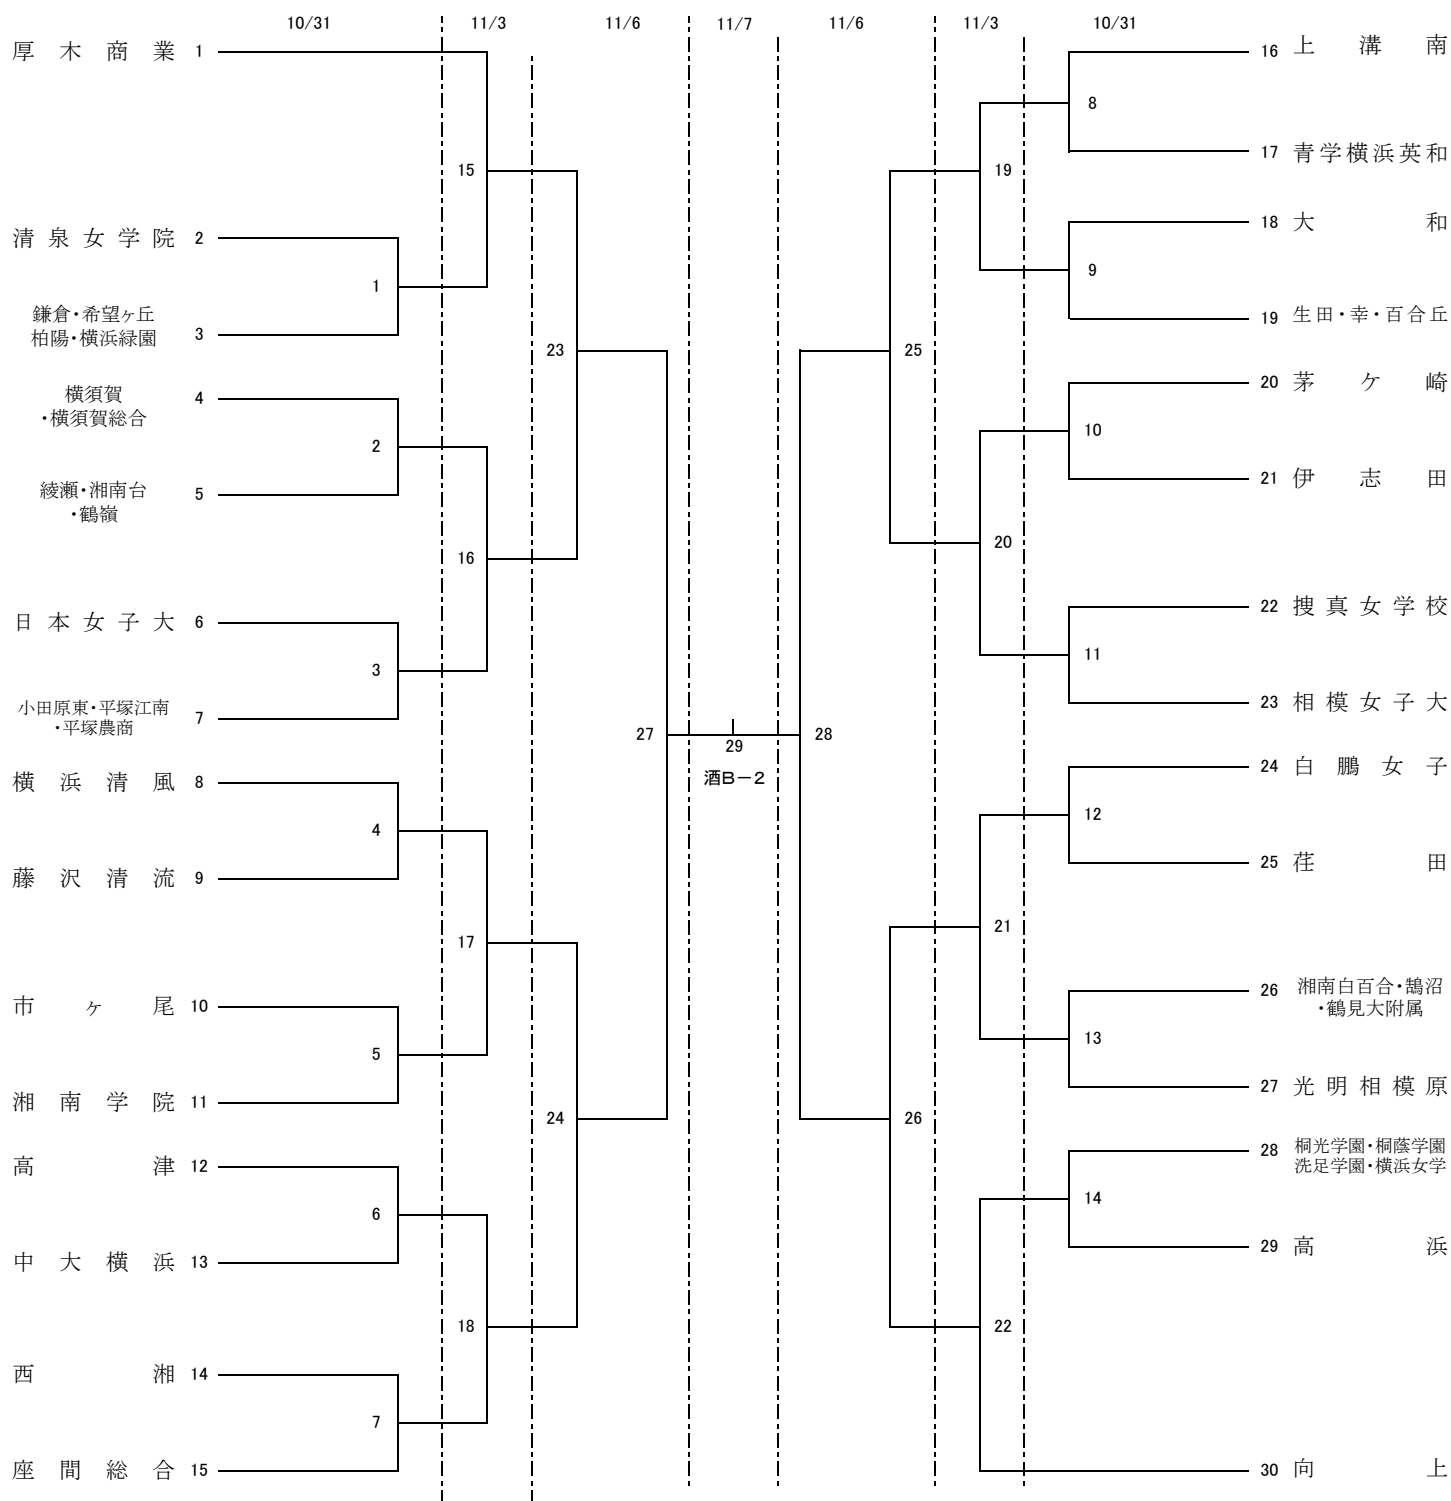 10/31 11/3 11/6 11/7 11/6 11/3 10/31
厚木商業 1
清泉女学院 2
1
鎌倉・希望ヶ丘
柏陽・横浜緑園 3
15
横須賀
・横須賀総合 4
2
綾瀬・湘南台
・鶴嶺 5
16
日本女子大 6
3
小田原東・平塚江南
・平塚農商 7
23
横浜清風 8
4
藤沢清流 9
17
市ヶ尾 10
5
湘南学院 11
高津 12
6
中大横浜 13
18
西湘 14
7
座間総合 15
24
27
29
酒B－2
28
16 上溝南
8
17 青学横浜英和
19
18 大和
9
19 生田・幸・百合丘
25
20 茅ケ崎
10
21 伊志田
20
22 捜真女学校
11
23 相模女子大
24 白鵬女子
12
25 荏田
21
26 湘南白百合・鵠沼
・鶴見大附属
13
27 光明相模原
26
28 桐光学園・桐蔭学園
洗足学園・横浜女学
14
29 高浜
22
30 向上